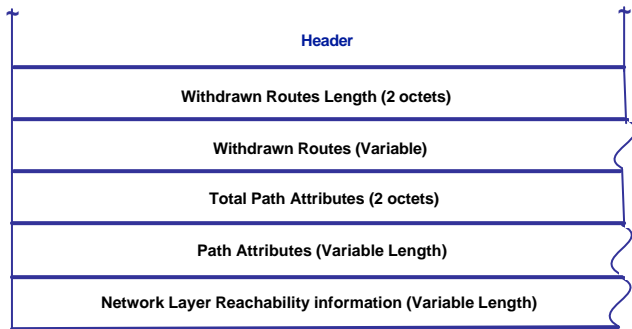 Header
Withdrawn Routes Length (2 octets)
Withdrawn Routes (Variable)
Total Path Attributes (2 octets)
Path Attributes (Variable Length)
Network Layer Reachability information (Variable Length)